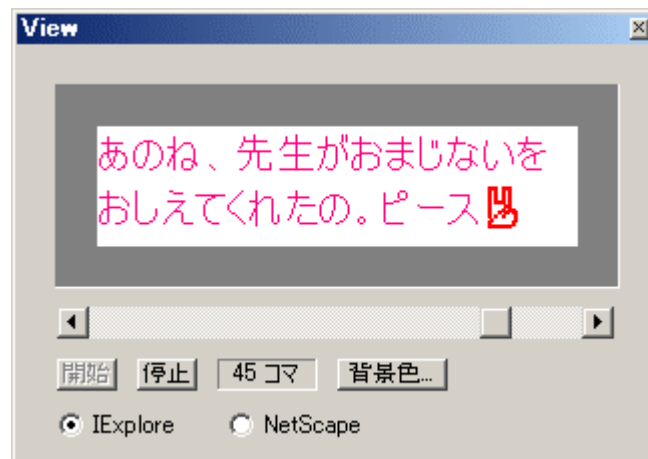 View
あのね、先生がおまじないを
おしえてくれたの。ピース
開始 停止 45 コマ 背景色...
IExplore NetScape